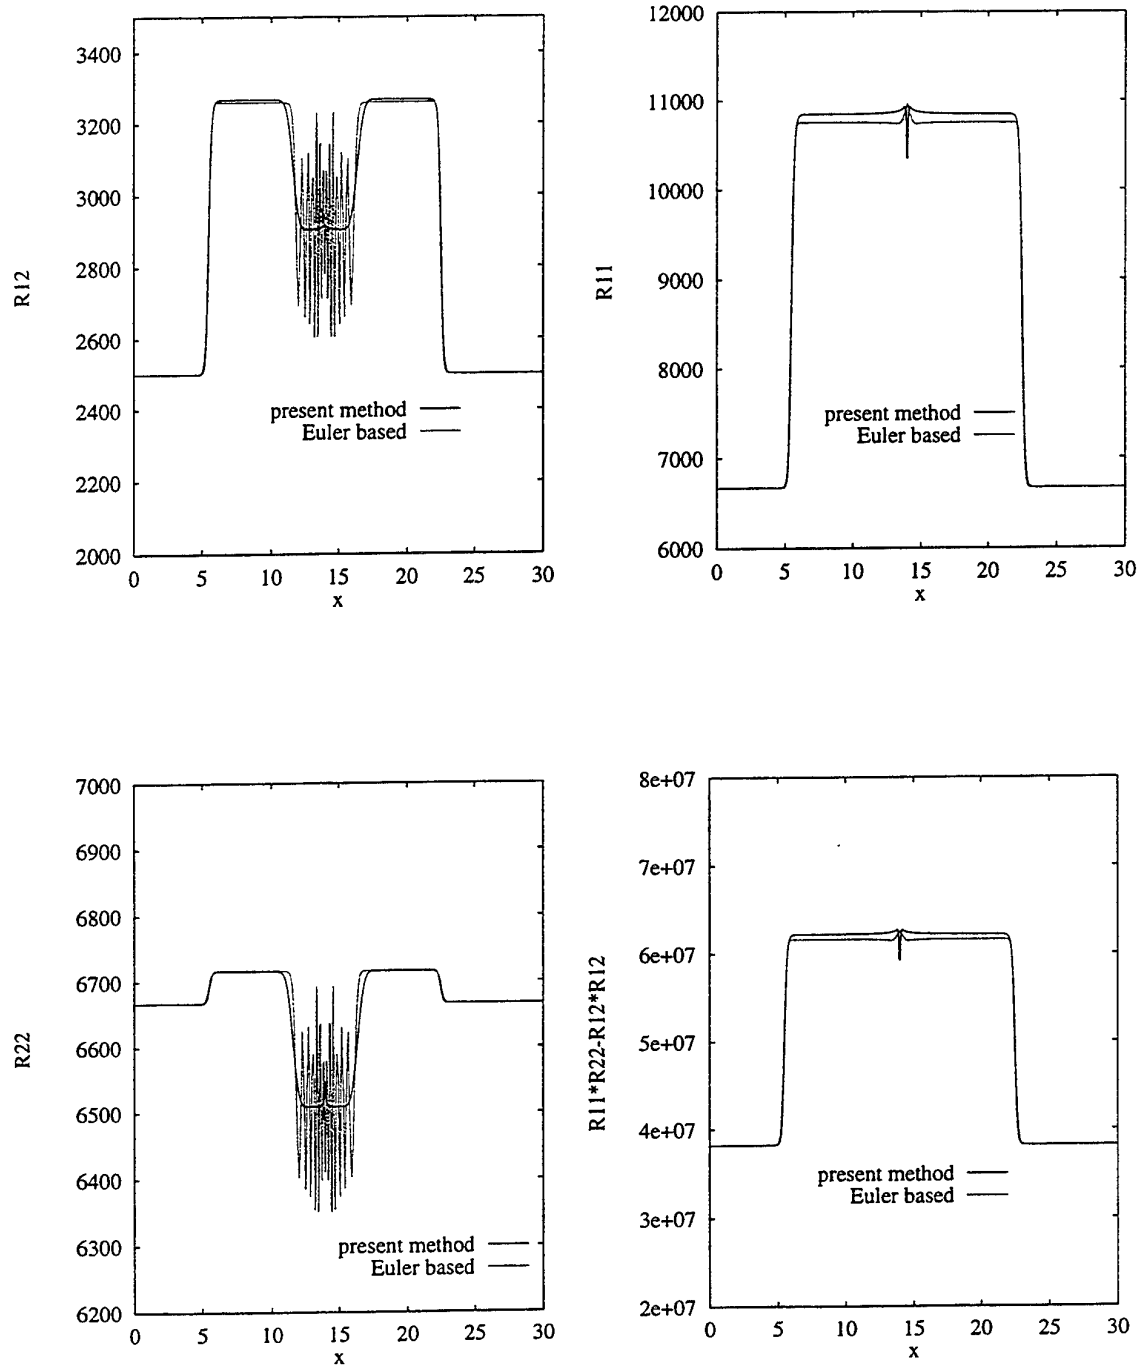 3400
3200
3000
2800
2600
2400
2200
2000
R12
present method
Euler based
0 5 10 15 20 25 30
x
12000
11000
10000
9000
8000
7000
6000
R11
present method
Euler based
0 5 10 15 20 25 30
x
7000
6900
6800
6700
6600
6500
6400
6300
6200
R22
present method
Euler based
0 5 10 15 20 25 30
x
8e+07
7e+07
6e+07
5e+07
4e+07
3e+07
2e+07
R11*R22-R12*R12
present method
Euler based
0 5 10 15 20 25 30
x